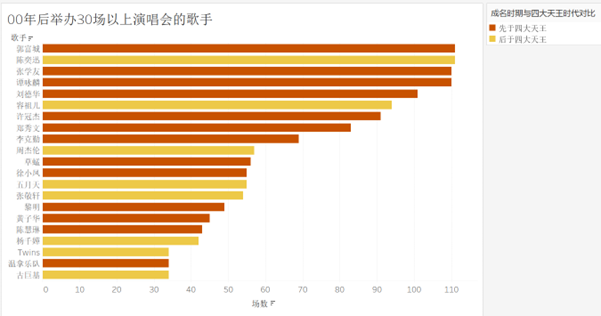 00年后举办30场以上演唱会的歌手
成名时期与四大天王时代对比
先于四大天王
后于四大天王
歌手
郭富城
陈奕迅
张学友
谭咏麟
刘德华
容祖儿
许冠杰
郑秀文
李克勤
周杰伦
草蜢
徐小凤
五月天
张敬轩
黎明
黄子华
陈慧琳
杨千嬅
Twins
温拿乐队
古巨基
0 10 20 30 40 50 60 70 80 90 100 110
场数